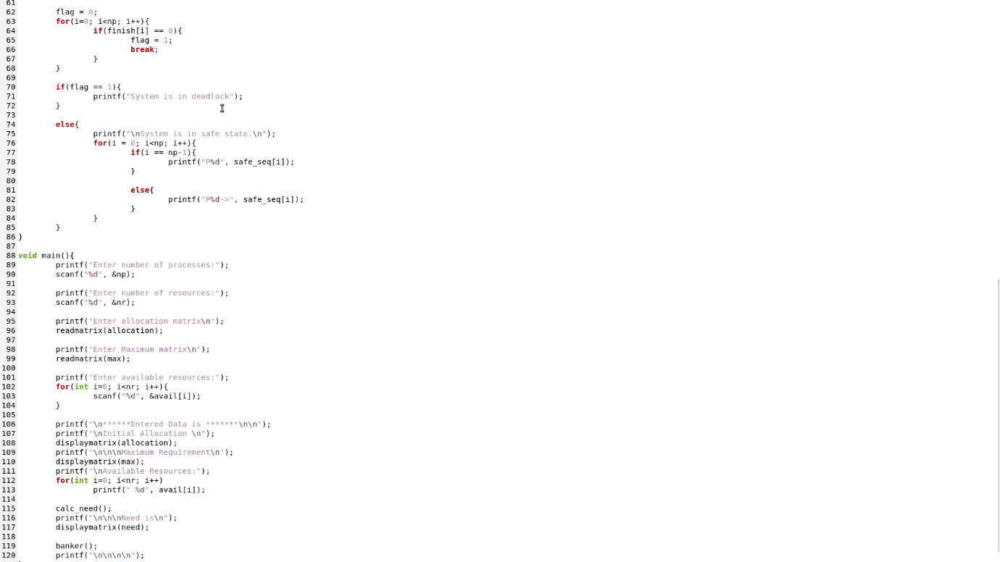 61
62 flag = 0;
63 for(i=0; i<np; i++){
64 if(finish[i] == 0){
65 flag = 1;
66 break;
67 }
68 }
69
70 if(flag == 1){
71 printf("System is in deadlock");
72 }
73
74 else{
75 printf("\nSystem is in safe state.\n");
76 for(i = 0; i<np; i++){
77 if(i == np-1){
78 printf("P%d", safe_seq[i]);
79 }
80
81 else{
82 printf("P%d->", safe_seq[i]);
83 }
84 }
85 }
86 }
87
88 void main(){
89 printf("Enter number of processes:");
90 scanf("%d", &np);
91
92 printf("Enter number of resources:");
93 scanf("%d", &nr);
94
95 printf("Enter allocation matrix\n");
96 readmatrix(allocation);
97
98 printf("Enter Maximum matrix\n");
99 readmatrix(max);
100
101 printf("Enter available resources:");
102 for(int i=0; i<nr; i++){
103 scanf("%d", &avail[i]);
104 }
105
106 printf("\n******Entered Data is *******\n\n");
107 printf("\nInitial Allocation \n");
108 displaymatrix(allocation);
109 printf("\n\n\nMaximum Requirement\n");
110 displaymatrix(max);
111 printf("\nAvailable Resources:");
112 for(int i=0; i<nr; i++)
113 printf(" %d", avail[i]);
114
115 calc_need();
116 printf("\n\n\nNeed is\n");
117 displaymatrix(need);
118
119 banker();
120 printf("\n\n\n\n");